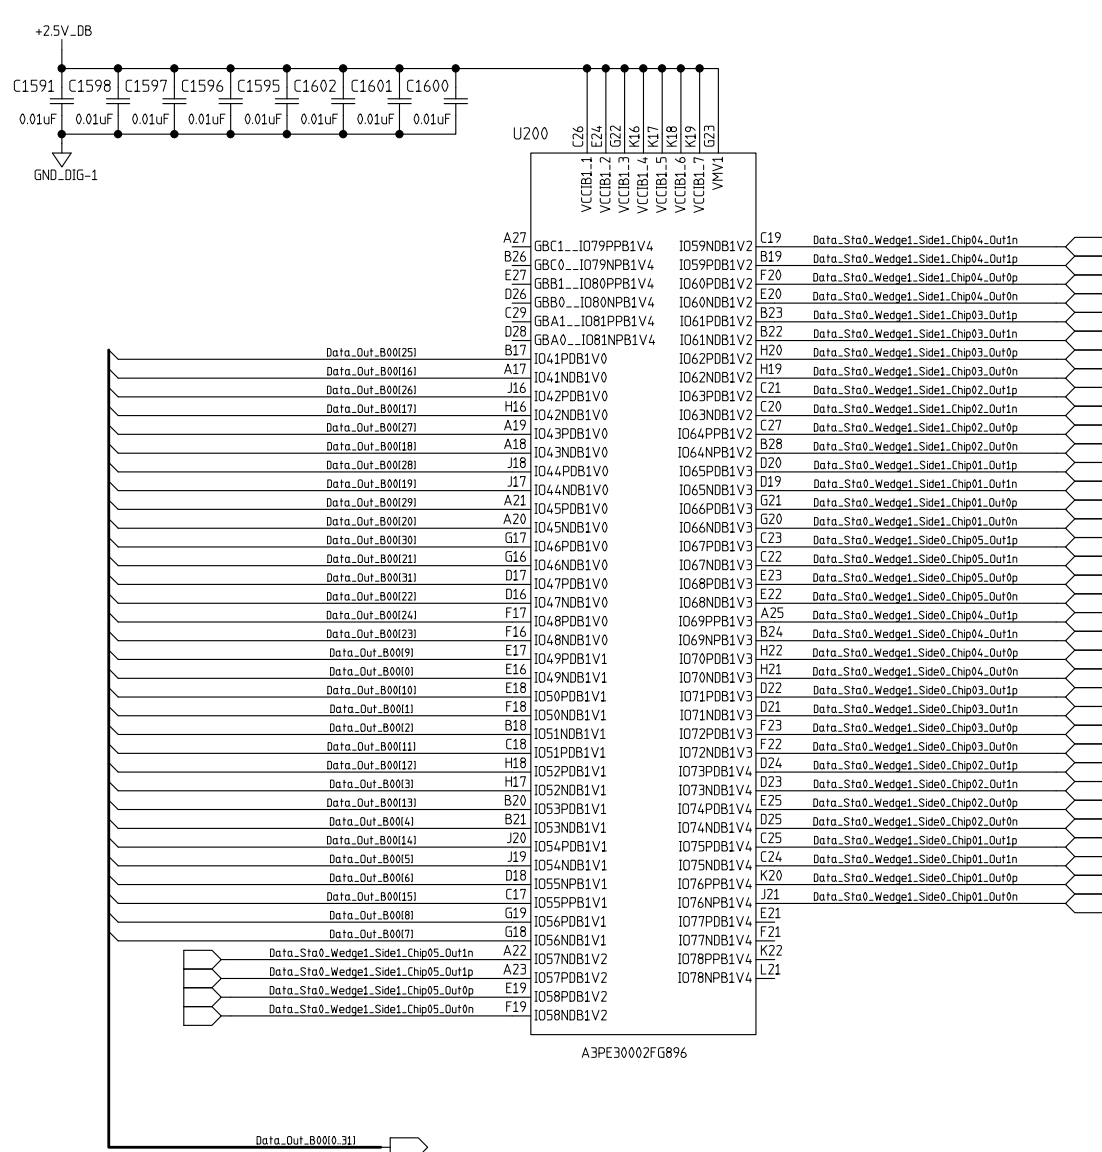 +2.5V_DB
C1591 C1598 C1597 C1596 C1595 C1602 C1601 C1600
0.01uF 0.01uF 0.01uF 0.01uF 0.01uF 0.01uF 0.01uF 0.01uF
GND_DIG-1
U200
C26 E24 G22 K16 K17 K18 K19 G23
VCCIB1_1 VCCIB1_2 VCCIB1_3 VCCIB1_4 VCCIB1_5 VCCIB1_6 VCCIB1_7 VMV1
A27 GBC1__IO79PPB1V4 IO59NDB1V2 C19 Data_Sta0_Wedge1_Side1_Chip04_Out1n
B26 GBC0__IO79NPB1V4 IO59PDB1V2 B19 Data_Sta0_Wedge1_Side1_Chip04_Out1p
E27 GBB1__IO80PPB1V4 IO60PDB1V2 F20 Data_Sta0_Wedge1_Side1_Chip04_Out0p
D26 GBB0__IO80NPB1V4 IO60NDB1V2 E20 Data_Sta0_Wedge1_Side1_Chip04_Out0n
C29 GBA1__IO81PPB1V4 IO61PDB1V2 B23 Data_Sta0_Wedge1_Side1_Chip03_Out1p
D28 GBA0__IO81NPB1V4 IO61NDB1V2 B22 Data_Sta0_Wedge1_Side1_Chip03_Out1n
Data_Out_B00[25] B17 IO41PDB1V0 IO62PDB1V2 H20 Data_Sta0_Wedge1_Side1_Chip03_Out0p
Data_Out_B00[16] A17 IO41NDB1V0 IO62NDB1V2 H19 Data_Sta0_Wedge1_Side1_Chip03_Out0n
Data_Out_B00[26] J16 IO42PDB1V0 IO63PDB1V2 C21 Data_Sta0_Wedge1_Side1_Chip02_Out1p
Data_Out_B00[17] H16 IO42NDB1V0 IO63NDB1V2 C20 Data_Sta0_Wedge1_Side1_Chip02_Out1n
Data_Out_B00[27] A19 IO43PDB1V0 IO64PPB1V2 C27 Data_Sta0_Wedge1_Side1_Chip02_Out0p
Data_Out_B00[18] A18 IO43NDB1V0 IO64NPB1V2 B28 Data_Sta0_Wedge1_Side1_Chip02_Out0n
Data_Out_B00[28] J18 IO44PDB1V0 IO65PDB1V3 D20 Data_Sta0_Wedge1_Side1_Chip01_Out1p
Data_Out_B00[19] J17 IO44NDB1V0 IO65NDB1V3 D19 Data_Sta0_Wedge1_Side1_Chip01_Out1n
Data_Out_B00[29] A21 IO45PDB1V0 IO66PDB1V3 G21 Data_Sta0_Wedge1_Side1_Chip01_Out0p
Data_Out_B00[20] A20 IO45NDB1V0 IO66NDB1V3 G20 Data_Sta0_Wedge1_Side1_Chip01_Out0n
Data_Out_B00[30] G17 IO46PDB1V0 IO67PDB1V3 C23 Data_Sta0_Wedge1_Side0_Chip05_Out1p
Data_Out_B00[21] G16 IO46NDB1V0 IO67NDB1V3 C22 Data_Sta0_Wedge1_Side0_Chip05_Out1n
Data_Out_B00[31] D17 IO47PDB1V0 IO68PDB1V3 E23 Data_Sta0_Wedge1_Side0_Chip05_Out0p
Data_Out_B00[22] D16 IO47NDB1V0 IO68NDB1V3 E22 Data_Sta0_Wedge1_Side0_Chip05_Out0n
Data_Out_B00[24] F17 IO48PDB1V0 IO69PPB1V3 A25 Data_Sta0_Wedge1_Side0_Chip04_Out1p
Data_Out_B00[23] F16 IO48NDB1V0 IO69NPB1V3 B24 Data_Sta0_Wedge1_Side0_Chip04_Out1n
Data_Out_B00[9] E17 IO49PDB1V1 IO70PDB1V3 H22 Data_Sta0_Wedge1_Side0_Chip04_Out0p
Data_Out_B00[0] E16 IO49NDB1V1 IO70NDB1V3 H21 Data_Sta0_Wedge1_Side0_Chip04_Out0n
Data_Out_B00[10] E18 IO50PDB1V1 IO71PDB1V3 D22 Data_Sta0_Wedge1_Side0_Chip03_Out1p
Data_Out_B00[1] F18 IO50NDB1V1 IO71NDB1V3 D21 Data_Sta0_Wedge1_Side0_Chip03_Out1n
Data_Out_B00[2] B18 IO51NDB1V1 IO72PDB1V3 F23 Data_Sta0_Wedge1_Side0_Chip03_Out0p
Data_Out_B00[11] C18 IO51PDB1V1 IO72NDB1V3 F22 Data_Sta0_Wedge1_Side0_Chip03_Out0n
Data_Out_B00[12] H18 IO52PDB1V1 IO73PDB1V4 D24 Data_Sta0_Wedge1_Side0_Chip02_Out1p
Data_Out_B00[3] H17 IO52NDB1V1 IO73NDB1V4 D23 Data_Sta0_Wedge1_Side0_Chip02_Out1n
Data_Out_B00[13] B20 IO53PDB1V1 IO74PDB1V4 E25 Data_Sta0_Wedge1_Side0_Chip02_Out0p
Data_Out_B00[4] B21 IO53NDB1V1 IO74NDB1V4 D25 Data_Sta0_Wedge1_Side0_Chip02_Out0n
Data_Out_B00[14] J20 IO54PDB1V1 IO75PDB1V4 C25 Data_Sta0_Wedge1_Side0_Chip01_Out1p
Data_Out_B00[5] J19 IO54NDB1V1 IO75NDB1V4 C24 Data_Sta0_Wedge1_Side0_Chip01_Out1n
Data_Out_B00[6] D18 IO55NPB1V1 IO76PPB1V4 K20 Data_Sta0_Wedge1_Side0_Chip01_Out0p
Data_Out_B00[15] C17 IO55PPB1V1 IO76NPB1V4 J21 Data_Sta0_Wedge1_Side0_Chip01_Out0n
Data_Out_B00[8] G19 IO56PDB1V1 IO77PDB1V4 E21
Data_Out_B00[7] G18 IO56NDB1V1 IO77NDB1V4 F21
Data_Sta0_Wedge1_Side1_Chip05_Out1n A22 IO57NDB1V2 IO78PPB1V4 K22
Data_Sta0_Wedge1_Side1_Chip05_Out1p A23 IO57PDB1V2 IO78NPB1V4 L21
Data_Sta0_Wedge1_Side1_Chip05_Out0p E19 IO58PDB1V2
Data_Sta0_Wedge1_Side1_Chip05_Out0n F19 IO58NDB1V2
A3PE30002FG896
Data_Out_B00[0..31]